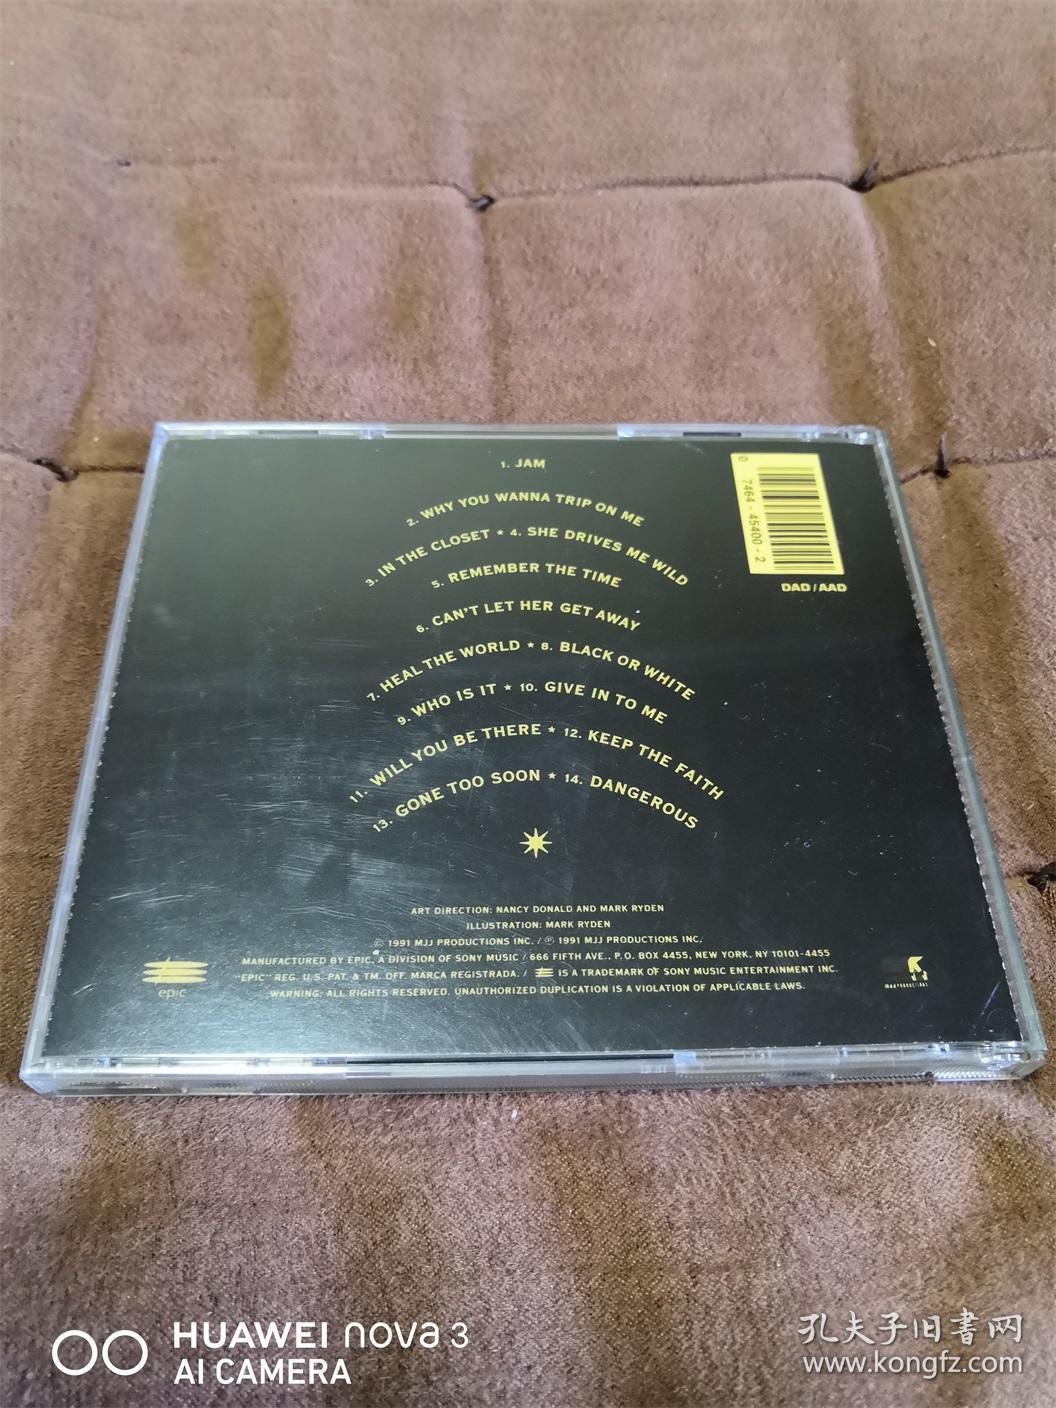 1. JAM
2. WHY YOU WANNA TRIP ON ME
3. IN THE CLOSET ★ 4. SHE DRIVES ME WILD
5. REMEMBER THE TIME
6. CAN'T LET HER GET AWAY
7. HEAL THE WORLD ★ 8. BLACK OR WHITE
9. WHO IS IT ★ 10. GIVE IN TO ME
11. WILL YOU BE THERE ★ 12. KEEP THE FAITH
13. GONE TOO SOON ★ 14. DANGEROUS
0 7464-45400-2
DAD/AAD
ART DIRECTION: NANCY DONALD AND MARK RYDEN
ILLUSTRATION: MARK RYDEN
© 1991 MJJ PRODUCTIONS INC. / ℗ 1991 MJJ PRODUCTIONS INC.
MANUFACTURED BY EPIC, A DIVISION OF SONY MUSIC / 666 FIFTH AVE., P.O. BOX 4455, NEW YORK, NY 10101-4455
"EPIC" REG. U.S. PAT. & TM. OFF. MARCA REGISTRADA. / IS A TRADEMARK OF SONY MUSIC ENTERTAINMENT INC.
WARNING: ALL RIGHTS RESERVED. UNAUTHORIZED DUPLICATION IS A VIOLATION OF APPLICABLE LAWS.
epic
HUAWEI nova 3
AI CAMERA
孔夫子旧書网
www.kongfz.com